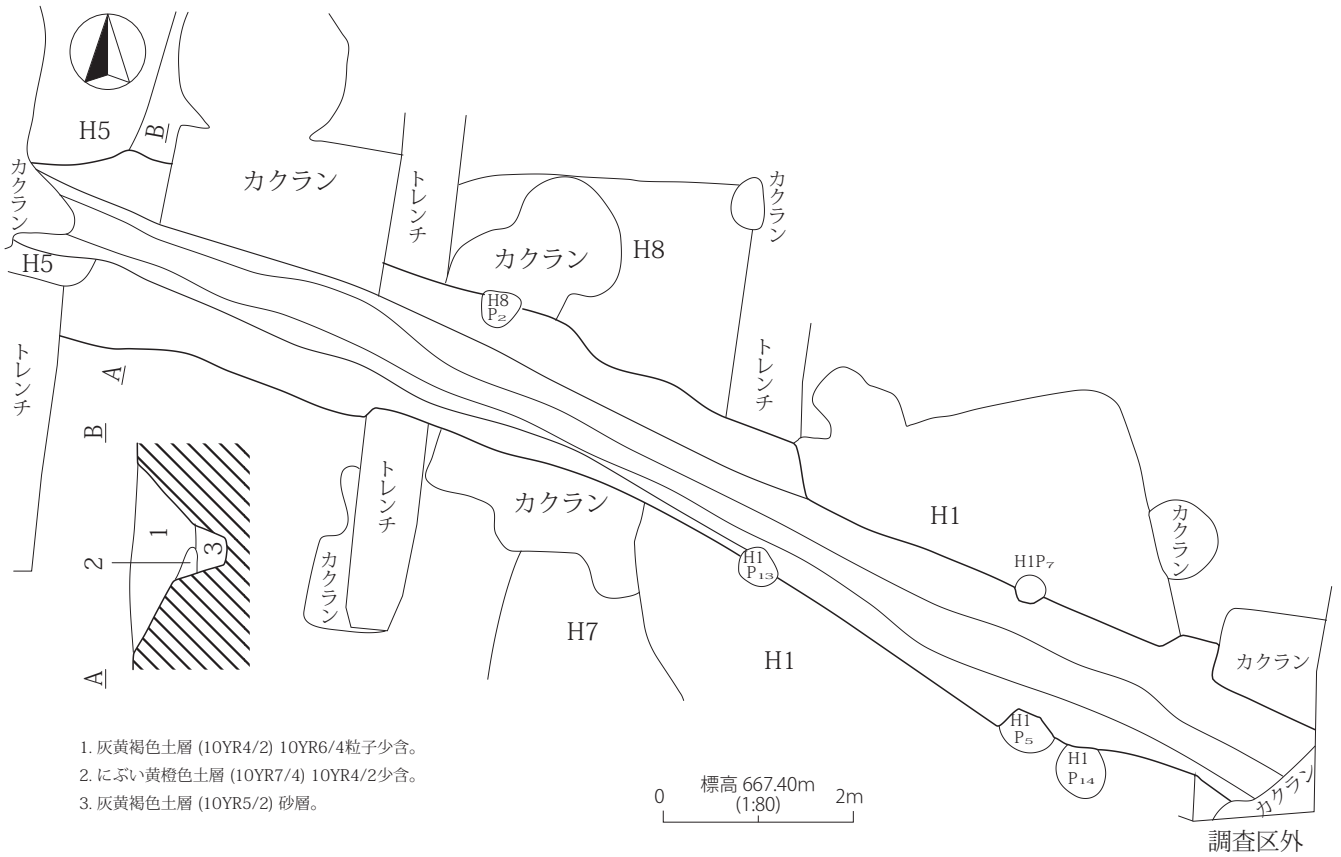 H5
B
カクラン
カクラン
トレンチ
カクラン
H8
カクラン
H5
H8
P₂
トレンチ
トレンチ
A
B
トレンチ
カクラン
カクラン
H1
カクラン
1
2
3
H1
P₁₃
H1P₇
H7
H1
カクラン
A
H1
P₅
H1
P₁₄
カクラン
調査区外
1. 灰黄褐色土層 (10YR4/2) 10YR6/4粒子少含。
2. にぶい黄橙色土層 (10YR7/4) 10YR4/2少含。
3. 灰黄褐色土層 (10YR5/2) 砂層。
標高 667.40m
0 (1:80) 2m